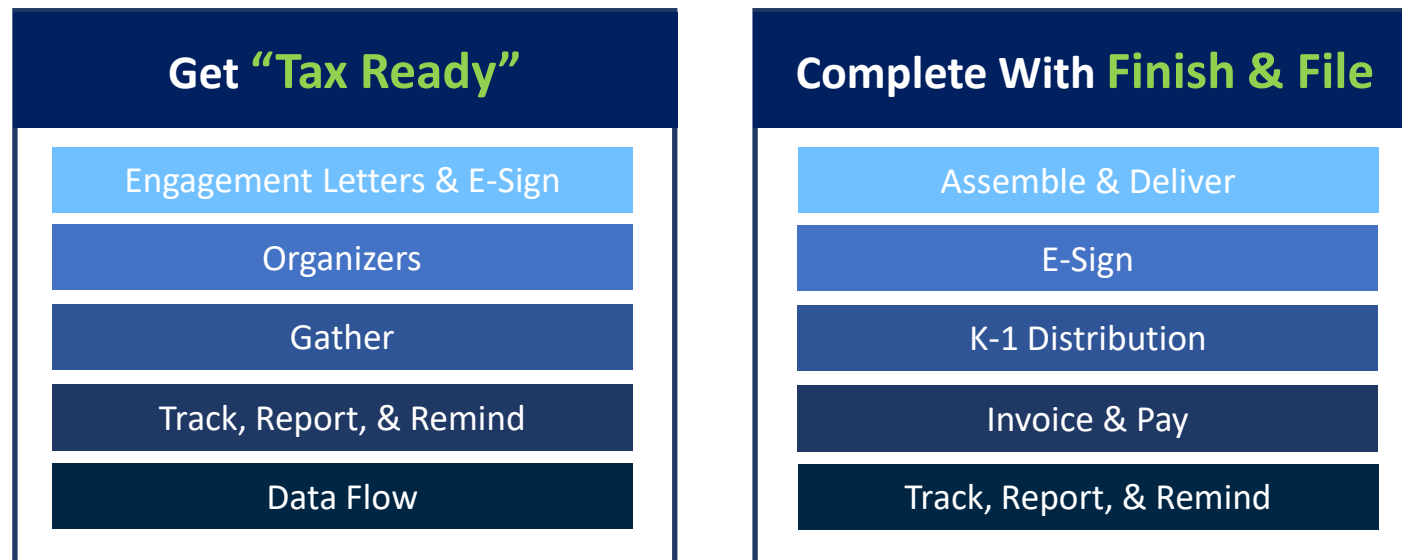 Get “Tax Ready”
Engagement Letters & E-Sign
Organizers
Gather
Track, Report, & Remind
Data Flow
Complete With Finish & File
Assemble & Deliver
E-Sign
K-1 Distribution
Invoice & Pay
Track, Report, & Remind